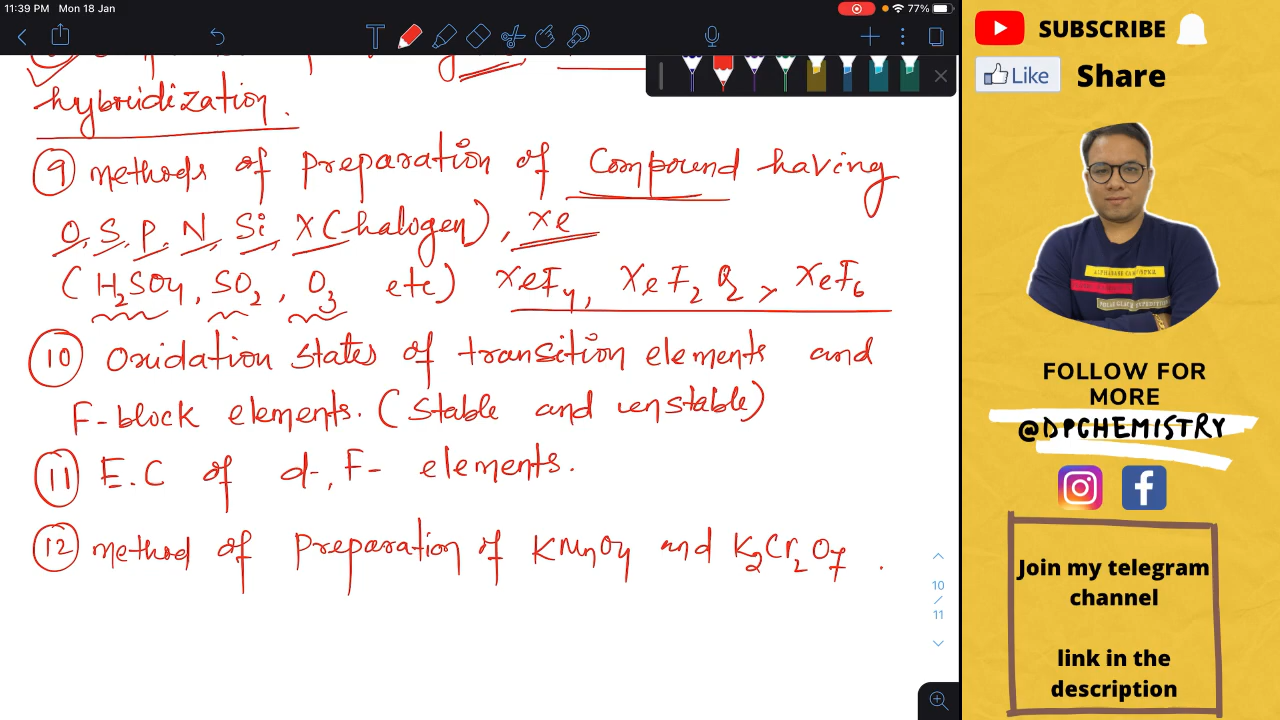 11:39 PM Mon 18 Jan
77%
hybridization.
9 methods of preparation of Compound having
O, S, P, N, Si, X (halogen), Xe
(H2SO4, SO2, O3 etc) XeF4, XeF2O2, XeF6
10 Oxidation states of transition elements and
F-block elements. (stable and unstable)
11 E.C of d-, F- elements.
12 method of preparation of KMnO4 and K2Cr2O7.
10
/
11
SUBSCRIBE
Like Share
FOLLOW FOR
MORE
@DPCHEMISTRY
Join my telegram
channel
link in the
description